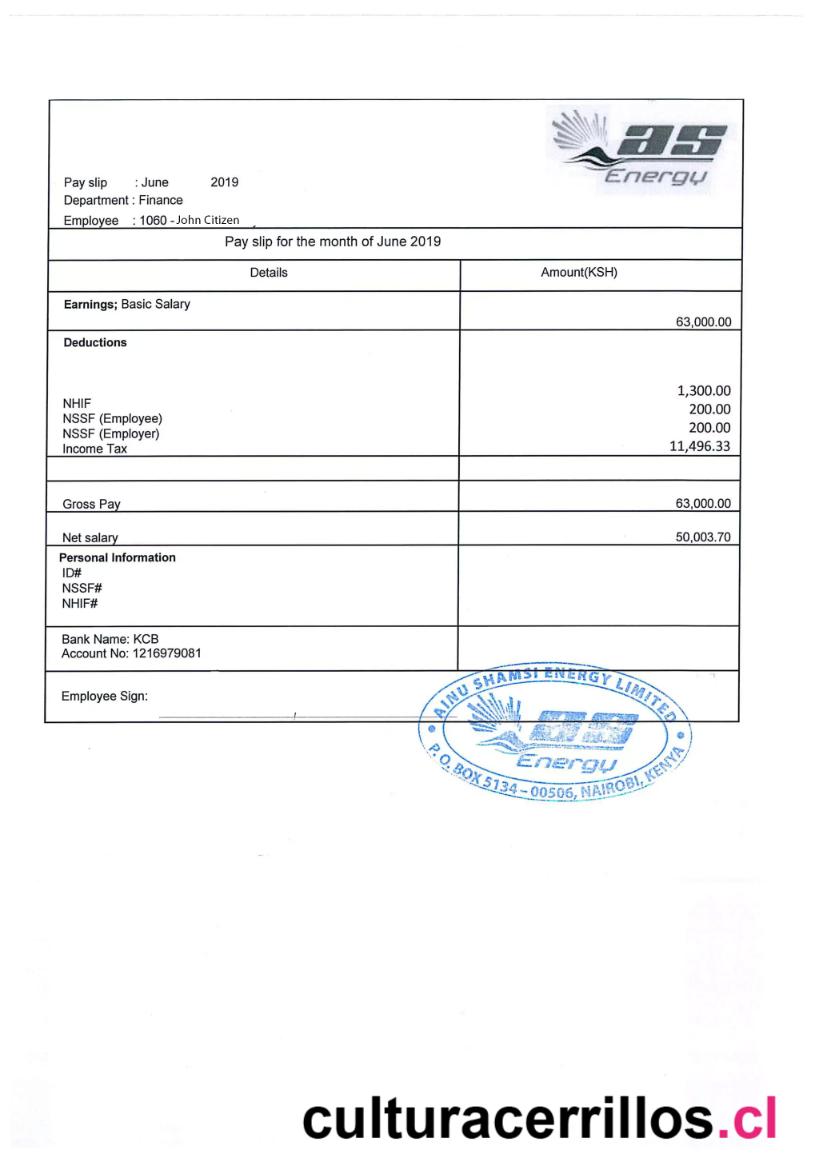 as
Energy
Pay slip : June 2019
Department : Finance
Employee : 1060 - John Citizen
Pay slip for the month of June 2019
Details Amount(KSH)
Earnings; Basic Salary
63,000.00
Deductions
NHIF 1,300.00
NSSF (Employee) 200.00
NSSF (Employer) 200.00
Income Tax 11,496.33
Gross Pay 63,000.00
Net salary 50,003.70
Personal Information
ID#
NSSF#
NHIF#
Bank Name: KCB
Account No: 1216979081
Employee Sign:
AINU SHAMSI ENERGY LIMITED
as
Energy
P. O. BOX 5134 - 00506, NAIROBI, KENYA
culturacerrillos.cl